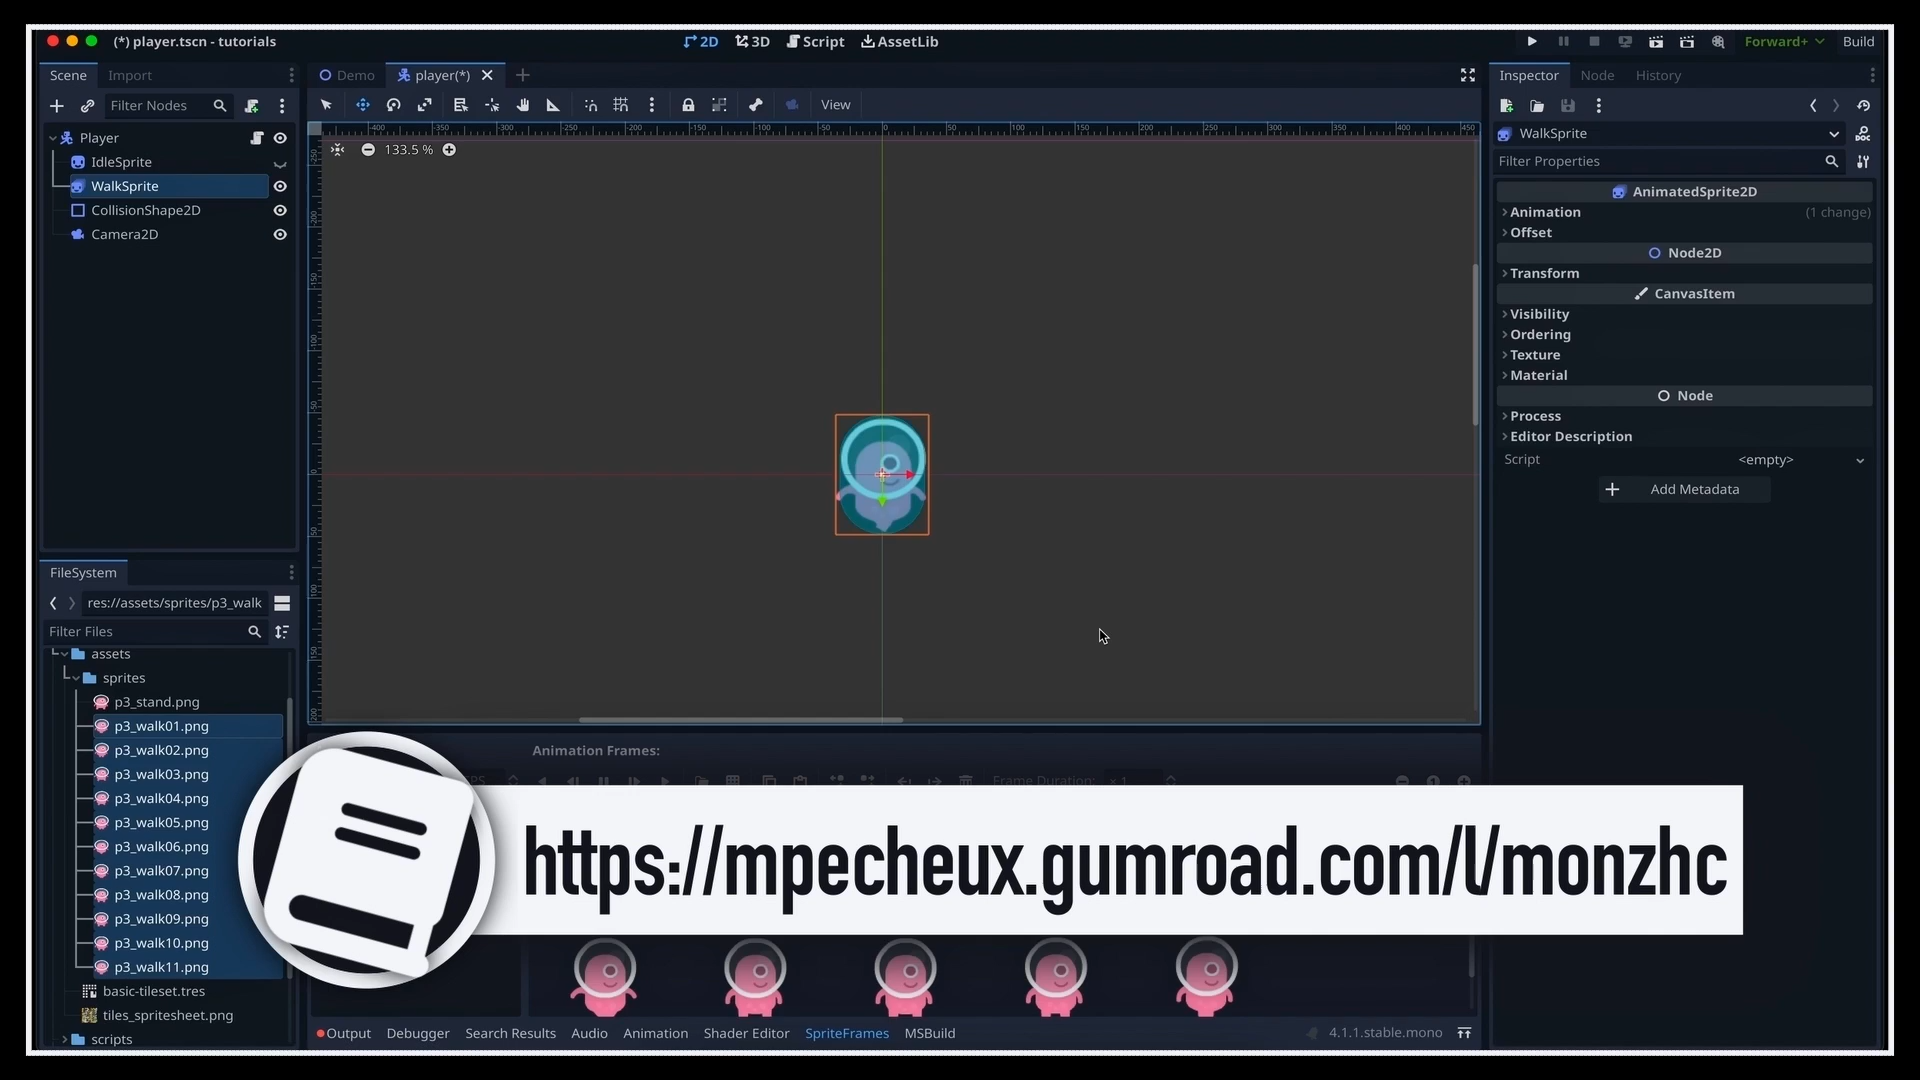 (*) player.tscn - tutorials
2D
3D
Script
AssetLib
Forward+
Build
Scene
Import
Demo
player(*)
Inspector
Node
History
Filter Nodes
View
Player
IdleSprite
WalkSprite
CollisionShape2D
Camera2D
133.5 %
WalkSprite
Filter Properties
AnimatedSprite2D
Animation
(1 change)
Offset
Node2D
Transform
CanvasItem
Visibility
Ordering
Texture
Material
Node
Process
Editor Description
Script
<empty>
Add Metadata
FileSystem
res://assets/sprites/p3_walk
Filter Files
assets
sprites
p3_stand.png
p3_walk01.png
p3_walk02.png
p3_walk03.png
p3_walk04.png
p3_walk05.png
p3_walk06.png
p3_walk07.png
p3_walk08.png
p3_walk09.png
p3_walk10.png
p3_walk11.png
basic-tileset.tres
tiles_spritesheet.png
scripts
Animation Frames:
Frame Duration:
× 1
https://mpecheux.gumroad.com/l/monzhc
Output
Debugger
Search Results
Audio
Animation
Shader Editor
SpriteFrames
MSBuild
4.1.1.stable.mono